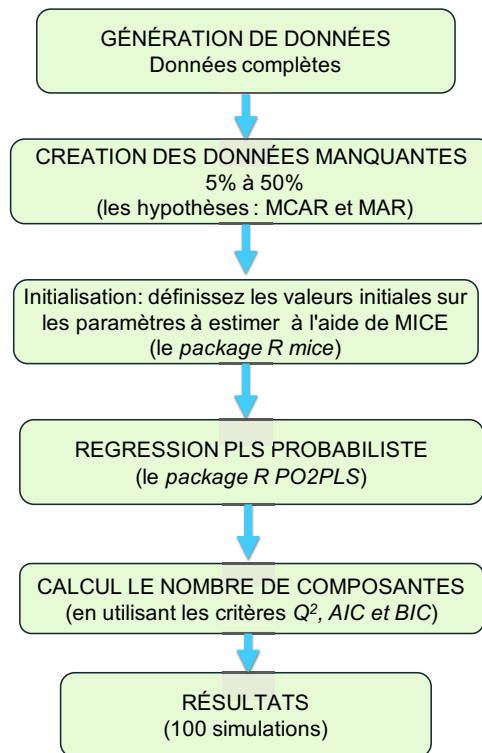 GÉNÉRATION DE DONNÉES
Données complètes
CREATION DES DONNÉES MANQUANTES
5% à 50%
(les hypothèses : MCAR et MAR)
Initialisation: définissez les valeurs initiales sur
les paramètres à estimer à l'aide de MICE
(le package R mice)
REGRESSION PLS PROBABILISTE
(le package R PO2PLS)
CALCUL LE NOMBRE DE COMPOSANTES
(en utilisant les critères Q², AIC et BIC)
RÉSULTATS
(100 simulations)